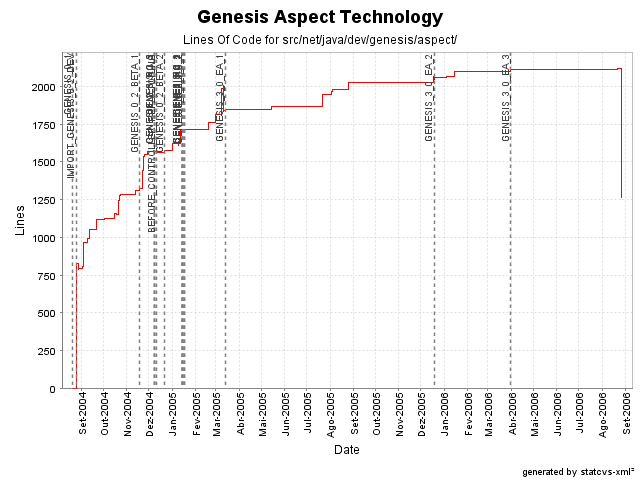 Genesis Aspect Technology
Lines Of Code for src/net/java/dev/genesis/aspect/
Lines
2000
1750
1500
1250
1000
750
500
250
0
GENESIS_0_2_BETA_1
GENESIS_3_0_EA_1
GENESIS_3_0_EA_2
GENESIS_3_0_EA_3
Set-2004
Out-2004
Nov-2004
Dez-2004
Jan-2005
Fev-2005
Mar-2005
Abr-2005
Mai-2005
Jun-2005
Jul-2005
Ago-2005
Set-2005
Out-2005
Nov-2005
Dez-2005
Jan-2006
Fev-2006
Mar-2006
Abr-2006
Mai-2006
Jun-2006
Jul-2006
Ago-2006
Set-2006
Date
generated by statcvs-xml²